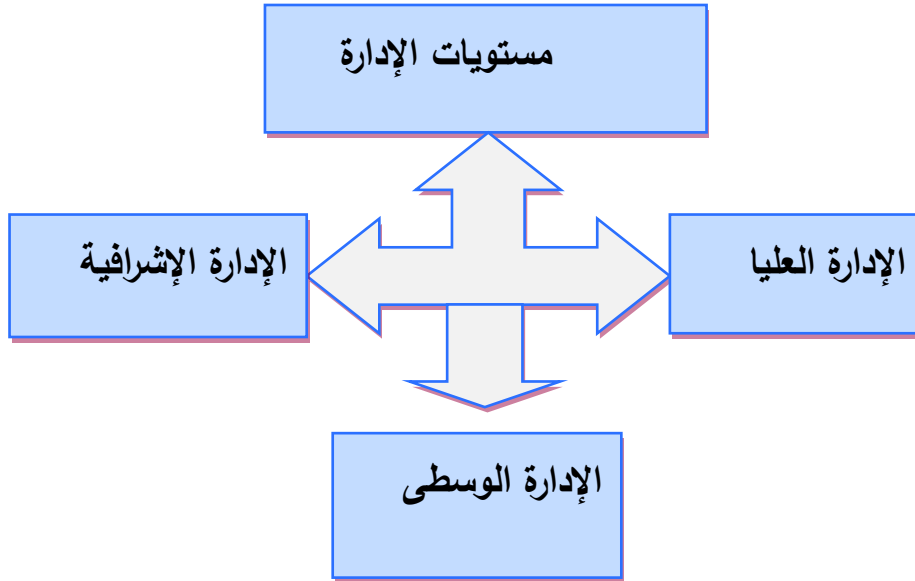 مستويات الإدارة
الإدارة العليا
الإدارة الإشرافية
الإدارة الوسطى